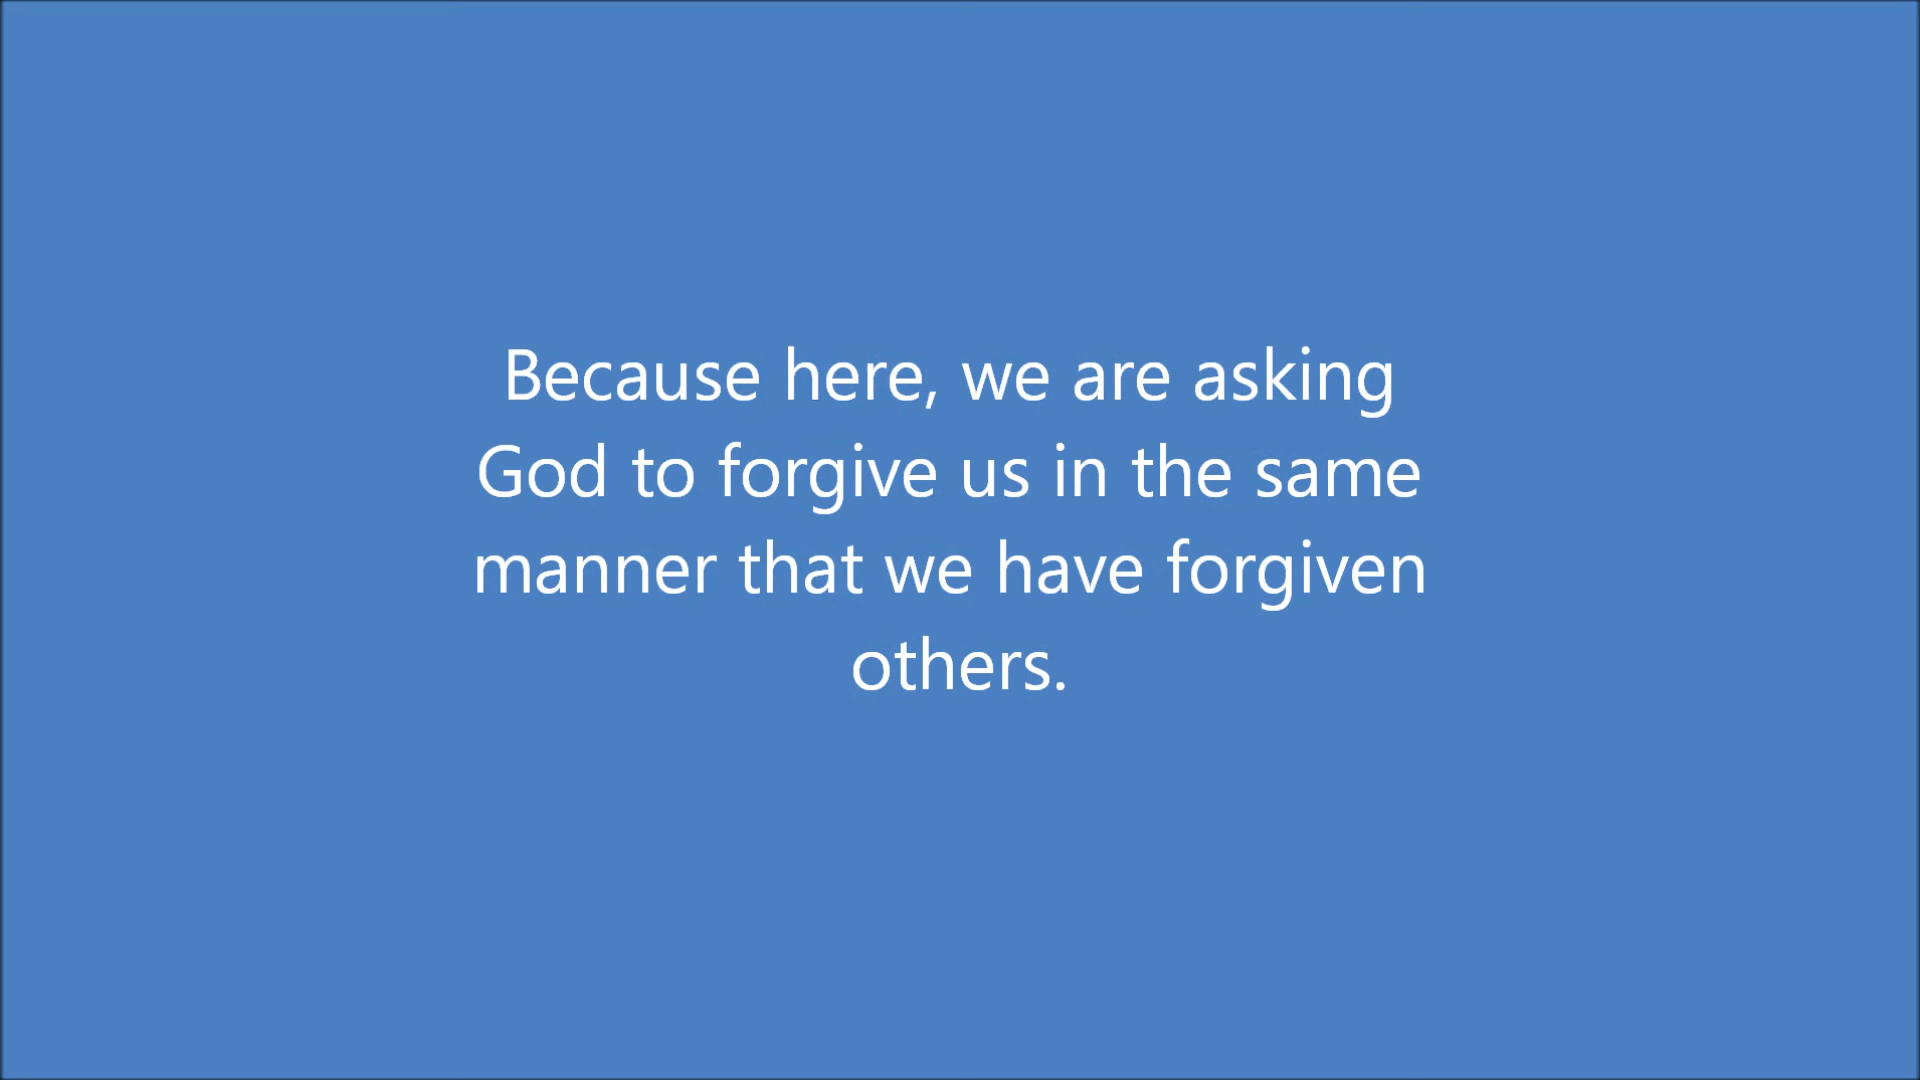 Because here, we are asking
God to forgive us in the same
manner that we have forgiven
others.